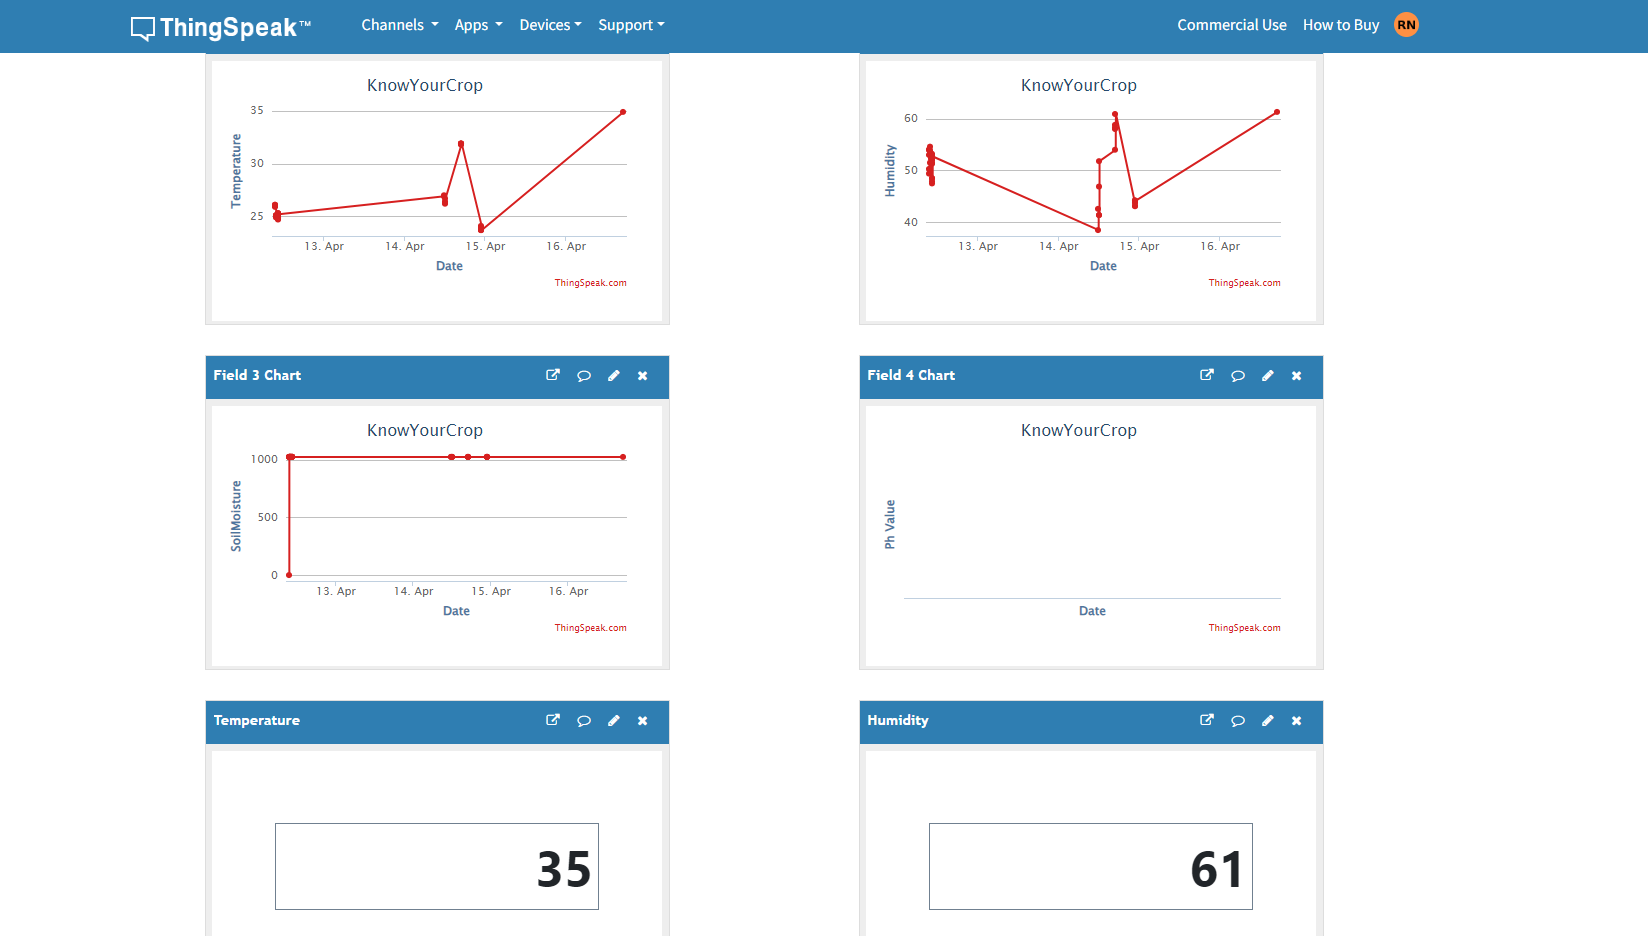 ThingSpeak™ Channels Apps Devices Support Commercial Use How to Buy RN
KnowYourCrop
Temperature
35
30
25
13. Apr 14. Apr 15. Apr 16. Apr
Date
ThingSpeak.com
KnowYourCrop
Humidity
60
50
40
13. Apr 14. Apr 15. Apr 16. Apr
Date
ThingSpeak.com
Field 3 Chart
KnowYourCrop
SoilMoisture
1000
500
0
13. Apr 14. Apr 15. Apr 16. Apr
Date
ThingSpeak.com
Field 4 Chart
KnowYourCrop
Ph Value
Date
ThingSpeak.com
Temperature
35
Humidity
61